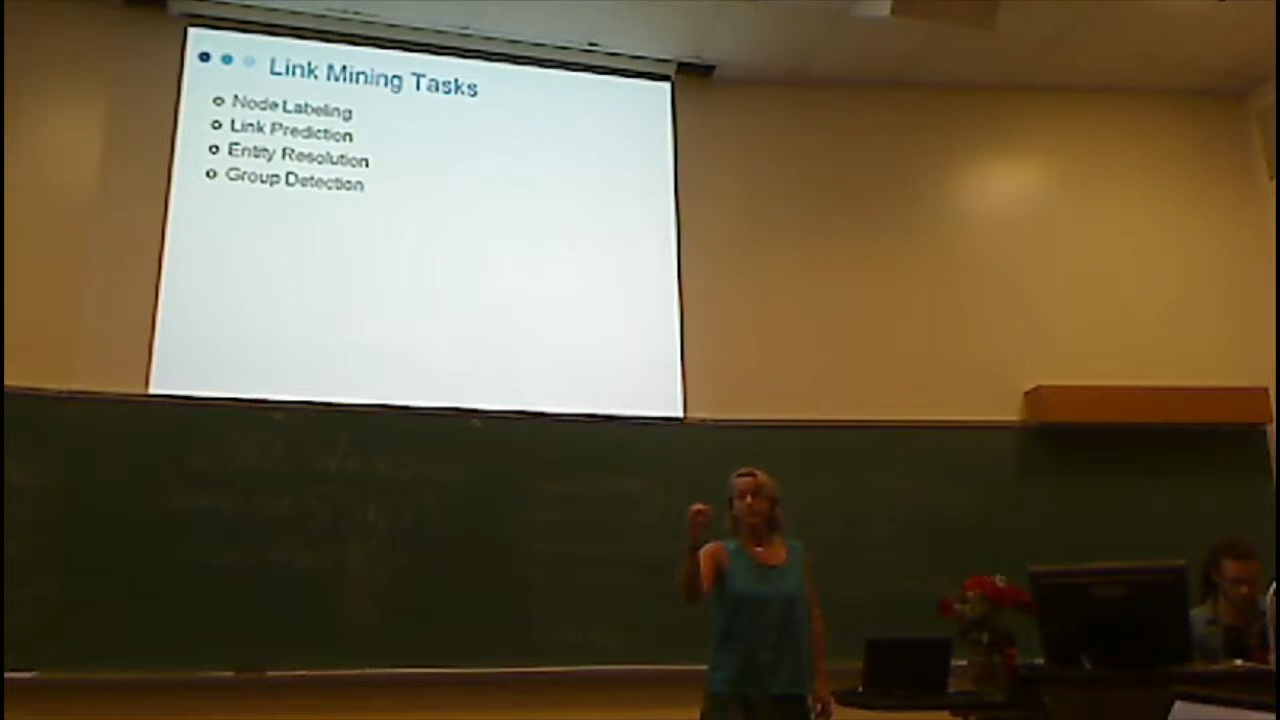 Link Mining Tasks
Node Labeling
Link Prediction
Entity Resolution
Group Detection